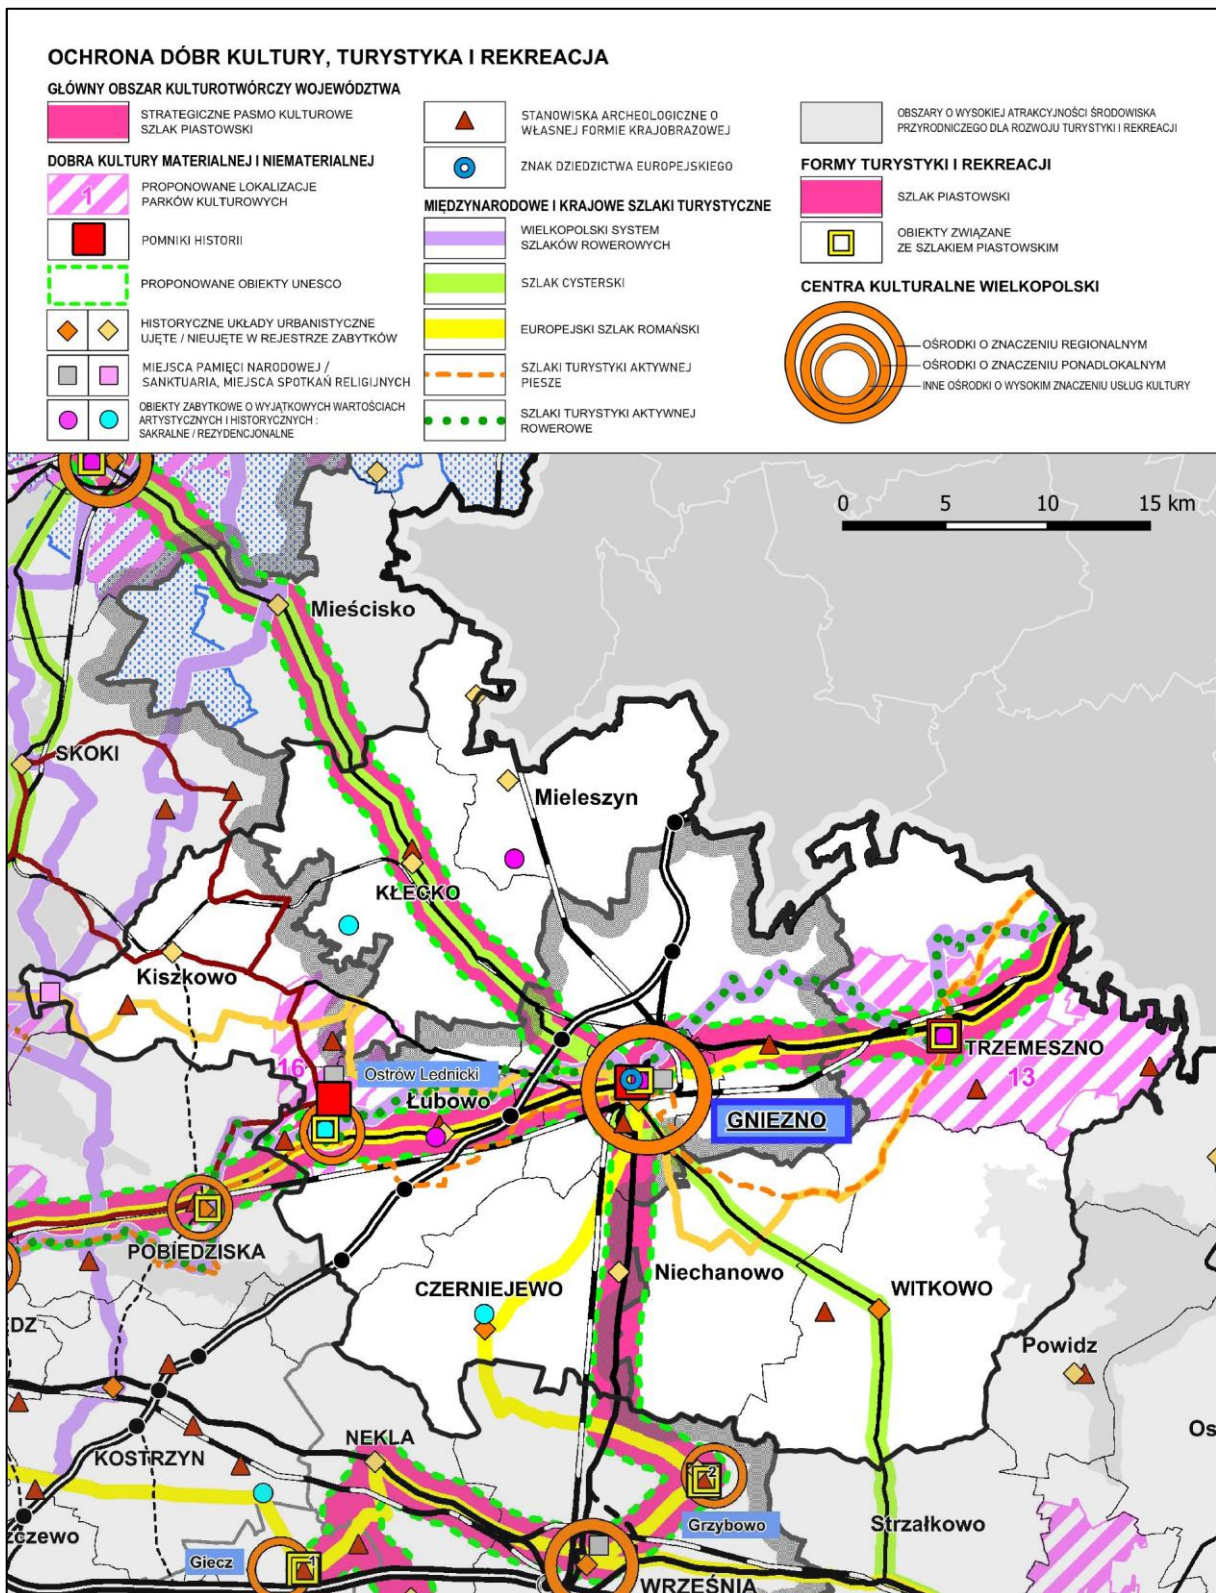 OCHRONA DÓBR KULTURY, TURYSTYKA I REKREACJA
GŁÓWNY OBSZAR KULTUROTWÓRCZY WOJEWÓDZTWA
STRATEGICZNE PASMO KULTUROWE
SZLAK PIASTOWSKI
DOBRA KULTURY MATERIALNEJ I NIEMATERIALNEJ
1
PROPONOWANE LOKALIZACJE
PARKÓW KULTUROWYCH
POMNIKI HISTORII
PROPONOWANE OBIEKTY UNESCO
HISTORYCZNE UKŁADY URBANISTYCZNE
UJĘTE / NIEUJĘTE W REJESTRZE ZABYTKÓW
MIEJSCA PAMIĘCI NARODOWEJ /
SANKTUARIA, MIEJSCA SPOTKAŃ RELIGIJNYCH
OBIEKTY ZABYTKOWE O WYJĄTKOWYCH WARTOŚCIACH
ARTYSTYCZNYCH I HISTORYCZNYCH :
SAKRALNE / REZYDENCJONALNE
STANOWISKA ARCHEOLOGICZNE O
WŁASNEJ FORMIE KRAJOBRAZOWEJ
ZNAK DZIEDZICTWA EUROPEJSKIEGO
MIĘDZYNARODOWE I KRAJOWE SZLAKI TURYSTYCZNE
WIELKOPOLSKI SYSTEM
SZLAKÓW ROWEROWYCH
SZLAK CYSTERSKI
EUROPEJSKI SZLAK ROMAŃSKI
SZLAKI TURYSTYKI AKTYWNEJ
PIESZE
SZLAKI TURYSTYKI AKTYWNEJ
ROWEROWE
OBSZARY O WYSOKIEJ ATRAKCYJNOŚCI ŚRODOWISKA
PRZYRODNICZEGO DLA ROZWOJU TURYSTYKI I REKREACJI
FORMY TURYSTYKI I REKREACJI
SZLAK PIASTOWSKI
OBIEKTY ZWIĄZANE
ZE SZLAKIEM PIASTOWSKIM
CENTRA KULTURALNE WIELKOPOLSKI
OŚRODKI O ZNACZENIU REGIONALNYM
OŚRODKI O ZNACZENIU PONADLOKALNYM
INNE OŚRODKI O WYSOKIM ZNACZENIU USŁUG KULTURY
0 5 10 15 km
Mieścisko
SKOKI
Mieleszyn
KŁECKO
Kiszkowo
TRZEMESZNO
16
Ostrów Lednicki
13
Łubowo
GNIEZNO
POBIEDZISKA
Niechanowo
CZERNIEJEWO
WITKOWO
EDZ
Powidz
Os
NEKLA
KOSTRZYN
2
Grzybowo
Strzałkowo
zczewo
Giecz
1
WRZEŚNIA